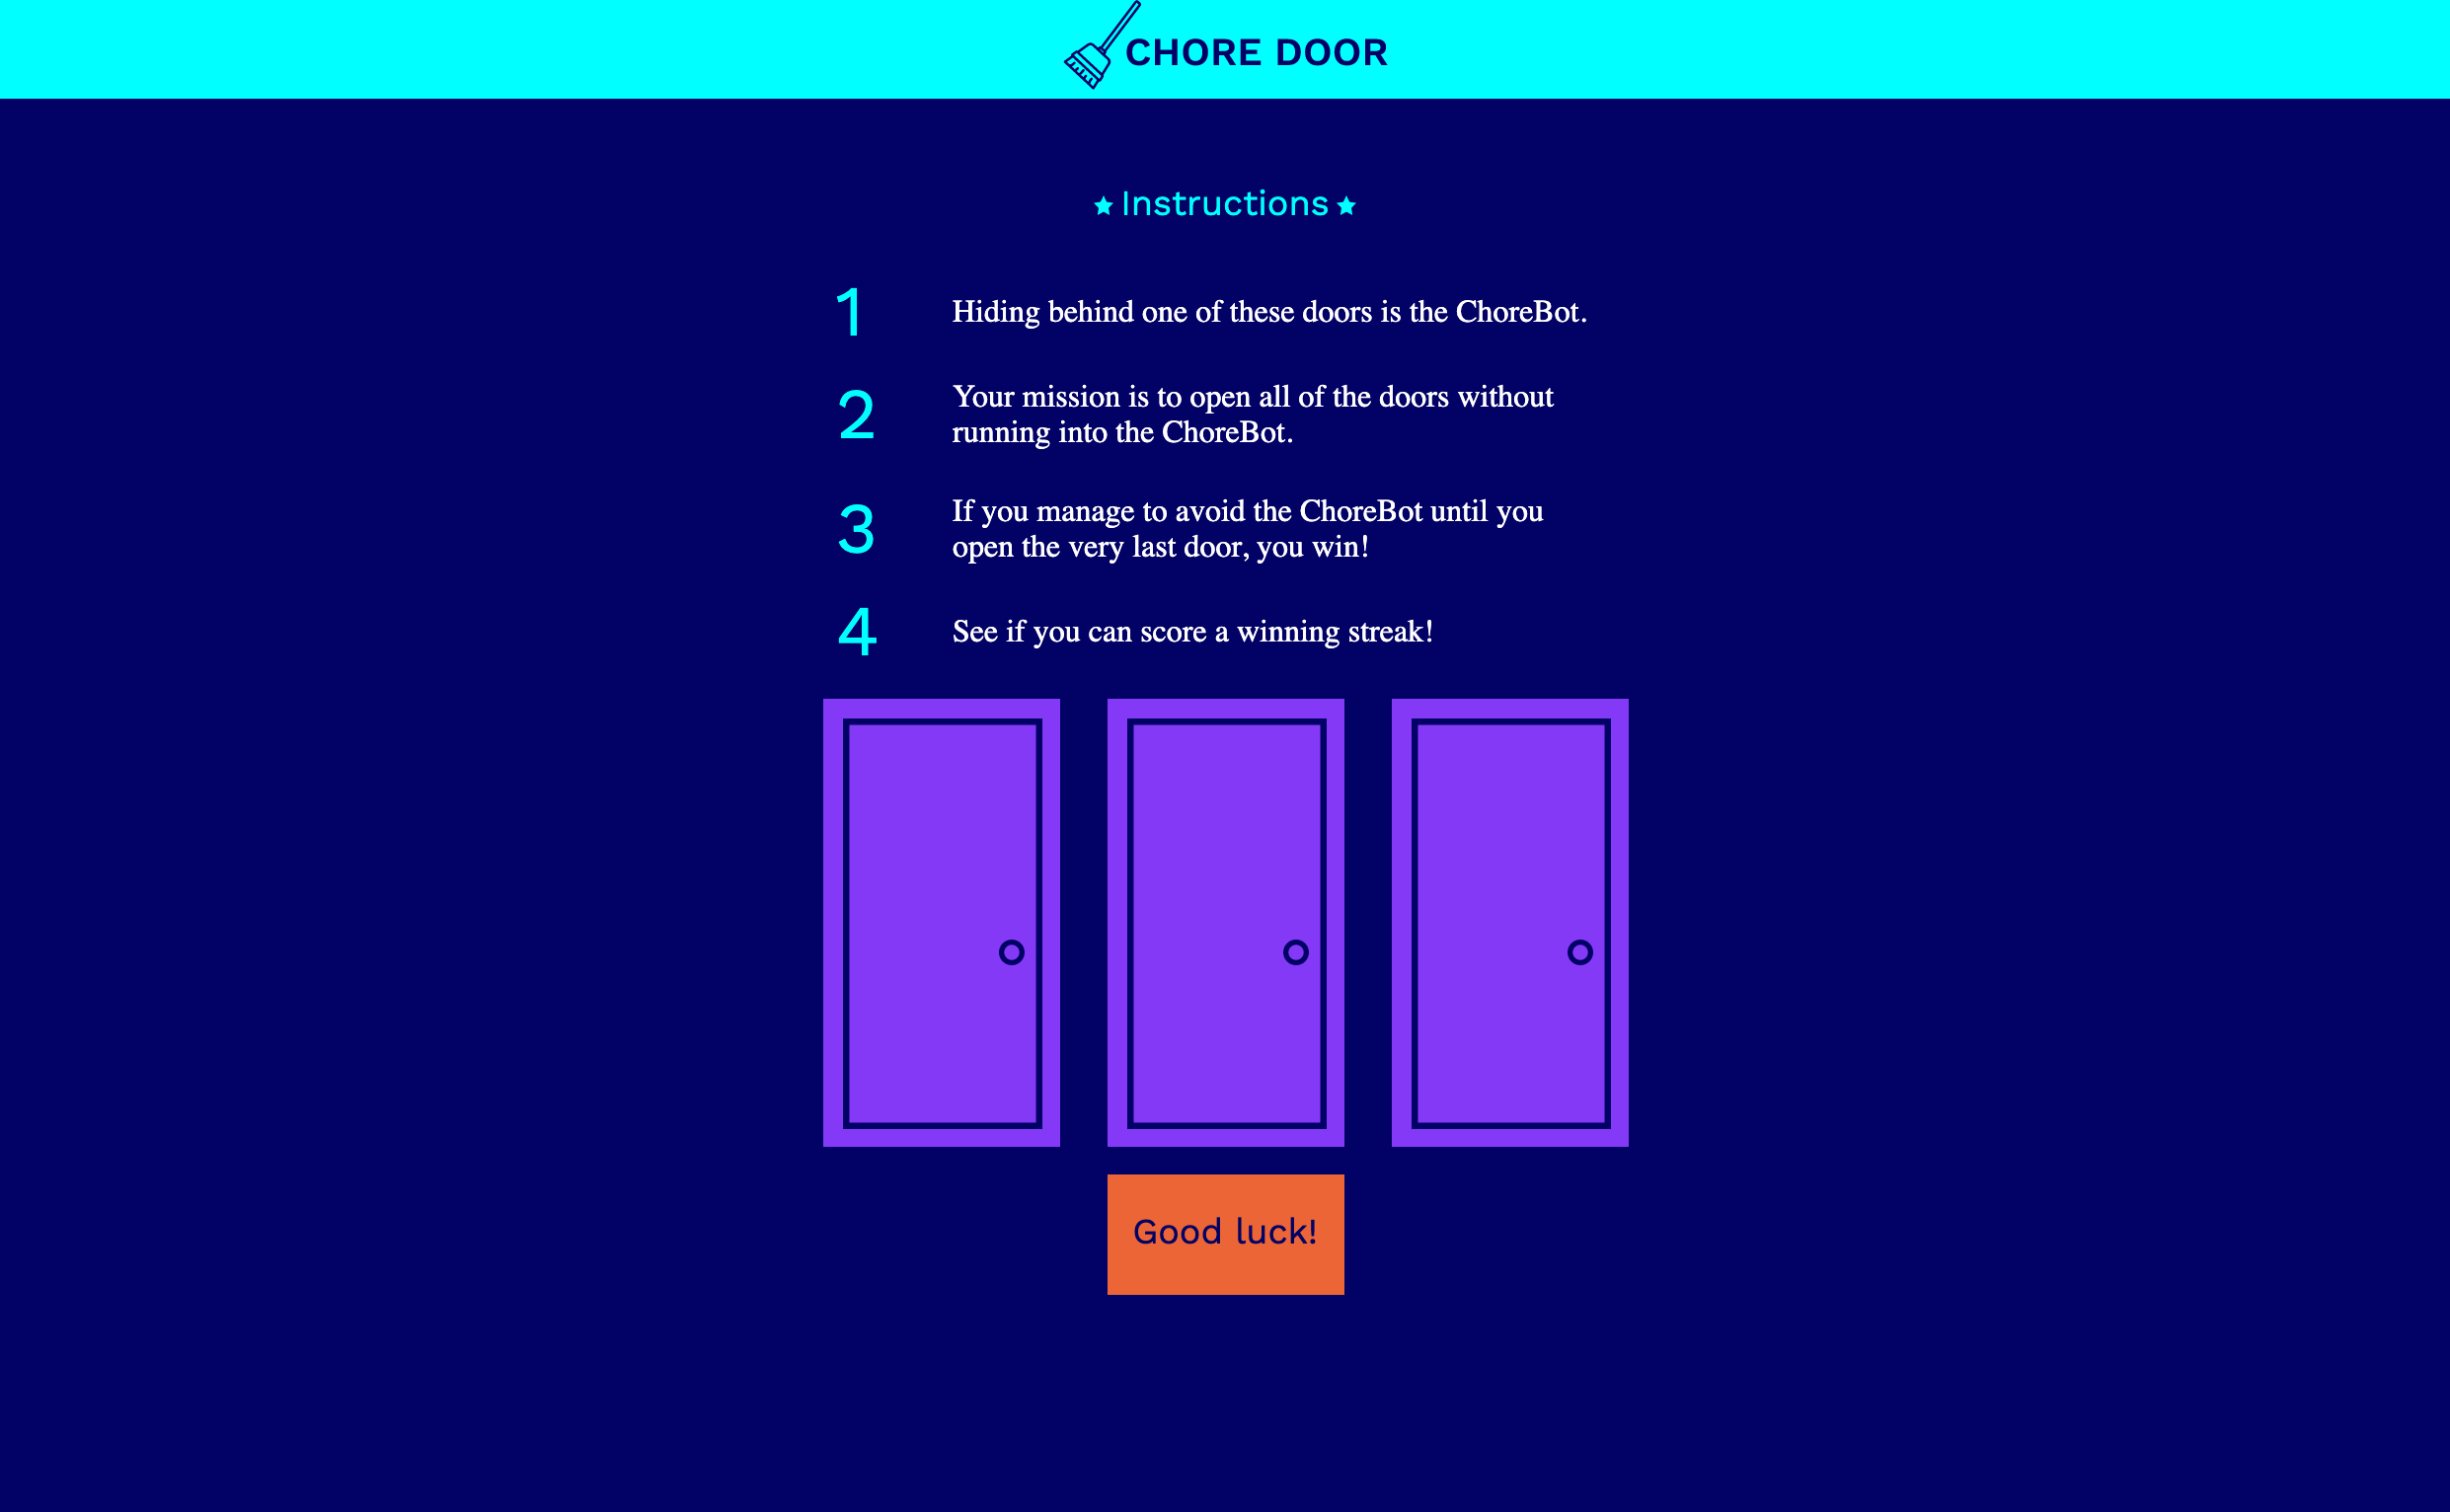 CHORE DOOR
Instructions
1
Hiding behind one of these doors is the ChoreBot.
2
Your mission is to open all of the doors without
running into the ChoreBot.
3
If you manage to avoid the ChoreBot until you
open the very last door, you win!
4
See if you can score a winning streak!
Good luck!